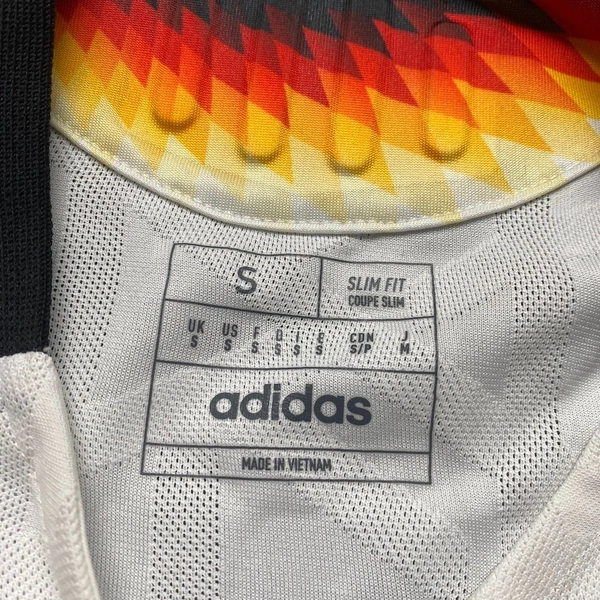 S
SLIM FIT
COUPE SLIM
UK US F D I E CDN J
S S S S S S S/P M
adidas
MADE IN VIETNAM